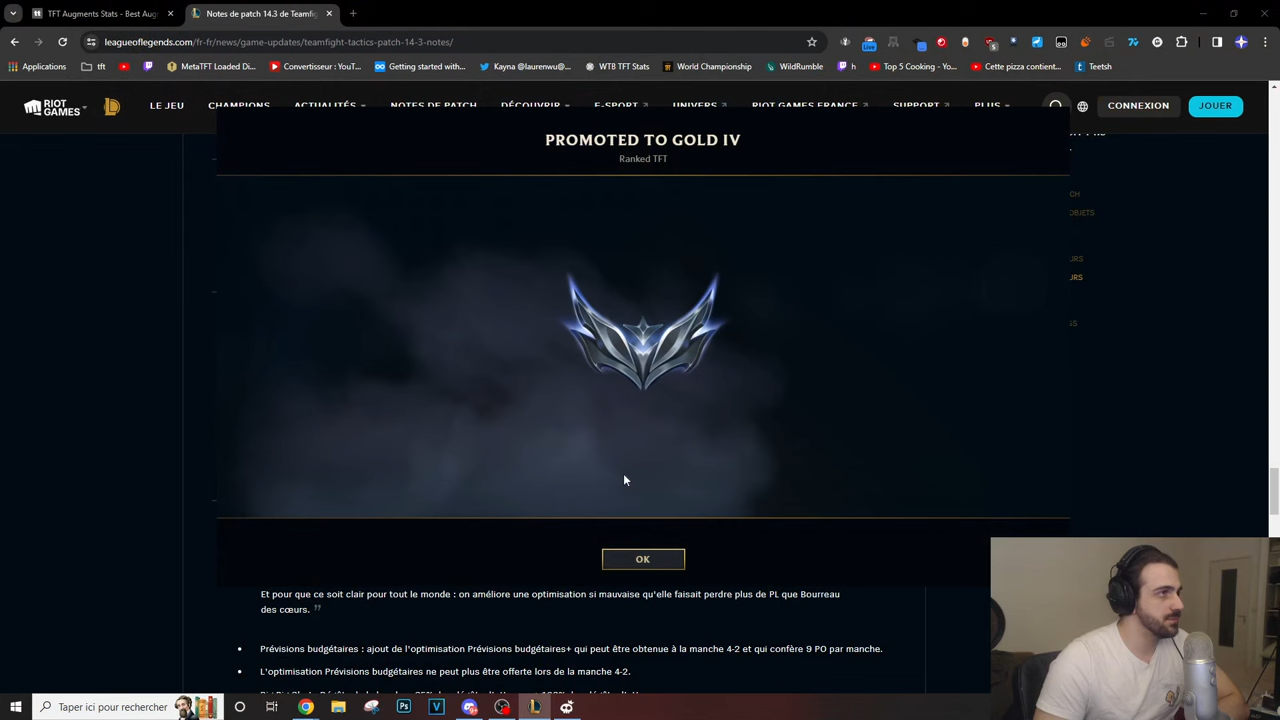 TFT Augments Stats - Best Aug
Notes de patch 14.3 de Teamfig
leagueoflegends.com/fr-fr/news/game-updates/teamfight-tactics-patch-14-3-notes/
Applications
tft
MetaTFT Loaded Di...
Convertisseur : YouT...
Getting started with...
Kayna @laurenwu@...
WTB TFT Stats
World Championship
WildRumble
h
Top 5 Cooking - Yo...
Cette pizza contient...
Teetsh
RIOT GAMES
LE JEU
CHAMPIONS
ACTUALITÉS
NOTES DE PATCH
DÉCOUVRIR
E-SPORT
UNIVERS
RIOT GAMES FRANCE
SUPPORT
PLUS
CONNEXION
JOUER
PROMOTED TO GOLD IV
Ranked TFT
CH
OBJETS
URS
URS
GS
OK
Et pour que ce soit clair pour tout le monde : on améliore une optimisation si mauvaise qu'elle faisait perdre plus de PL que Bourreau
des cœurs. ”
Prévisions budgétaires : ajout de l'optimisation Prévisions budgétaires+ qui peut être obtenue à la manche 4-2 et qui confère 9 PO par manche.
L'optimisation Prévisions budgétaires ne peut plus être offerte lors de la manche 4-2.
Taper ici pour rechercher